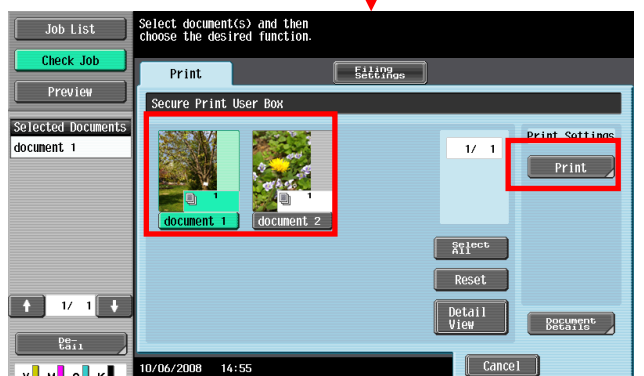 Job List
Check Job
Preview
Selected Documents
document 1
1/ 1
De-
tail
Y M C K
Select document(s) and then
choose the desired function.
Print
Filing
Settings
Secure Print User Box
1
document 1
1
document 2
1/ 1
Select
All
Reset
Detail
View
Print Settings
Print
Document
Details
10/06/2008 14:55
Cancel